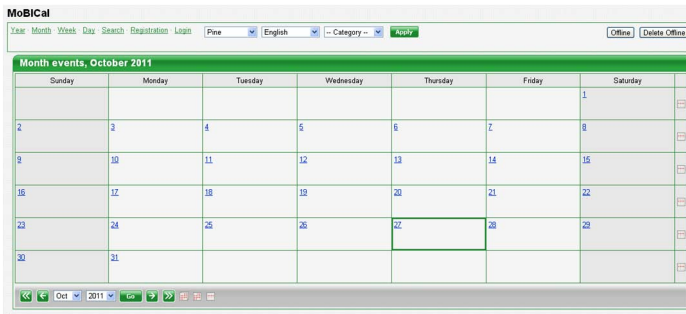 MoBICal
Year · Month · Week · Day · Search · Registration · Login Pine English -- Category -- Apply Offline Delete Offline
Month events, October 2011
Sunday Monday Tuesday Wednesday Thursday Friday Saturday
1
2 3 4 5 6 7 8
9 10 11 12 13 14 15
16 17 18 19 20 21 22
23 24 25 26 27 28 29
30 31
Oct 2011 Go